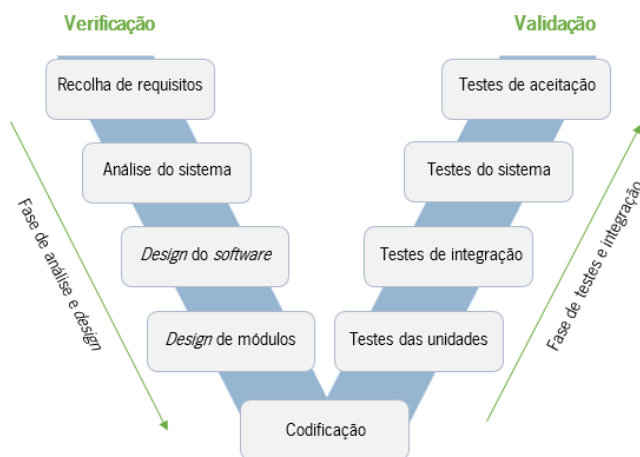 Verificação
Validação
Recolha de requisitos
Testes de aceitação
Análise do sistema
Testes do sistema
Design do software
Testes de integração
Design de módulos
Testes das unidades
Codificação
Fase de análise e design
Fase de testes e integração